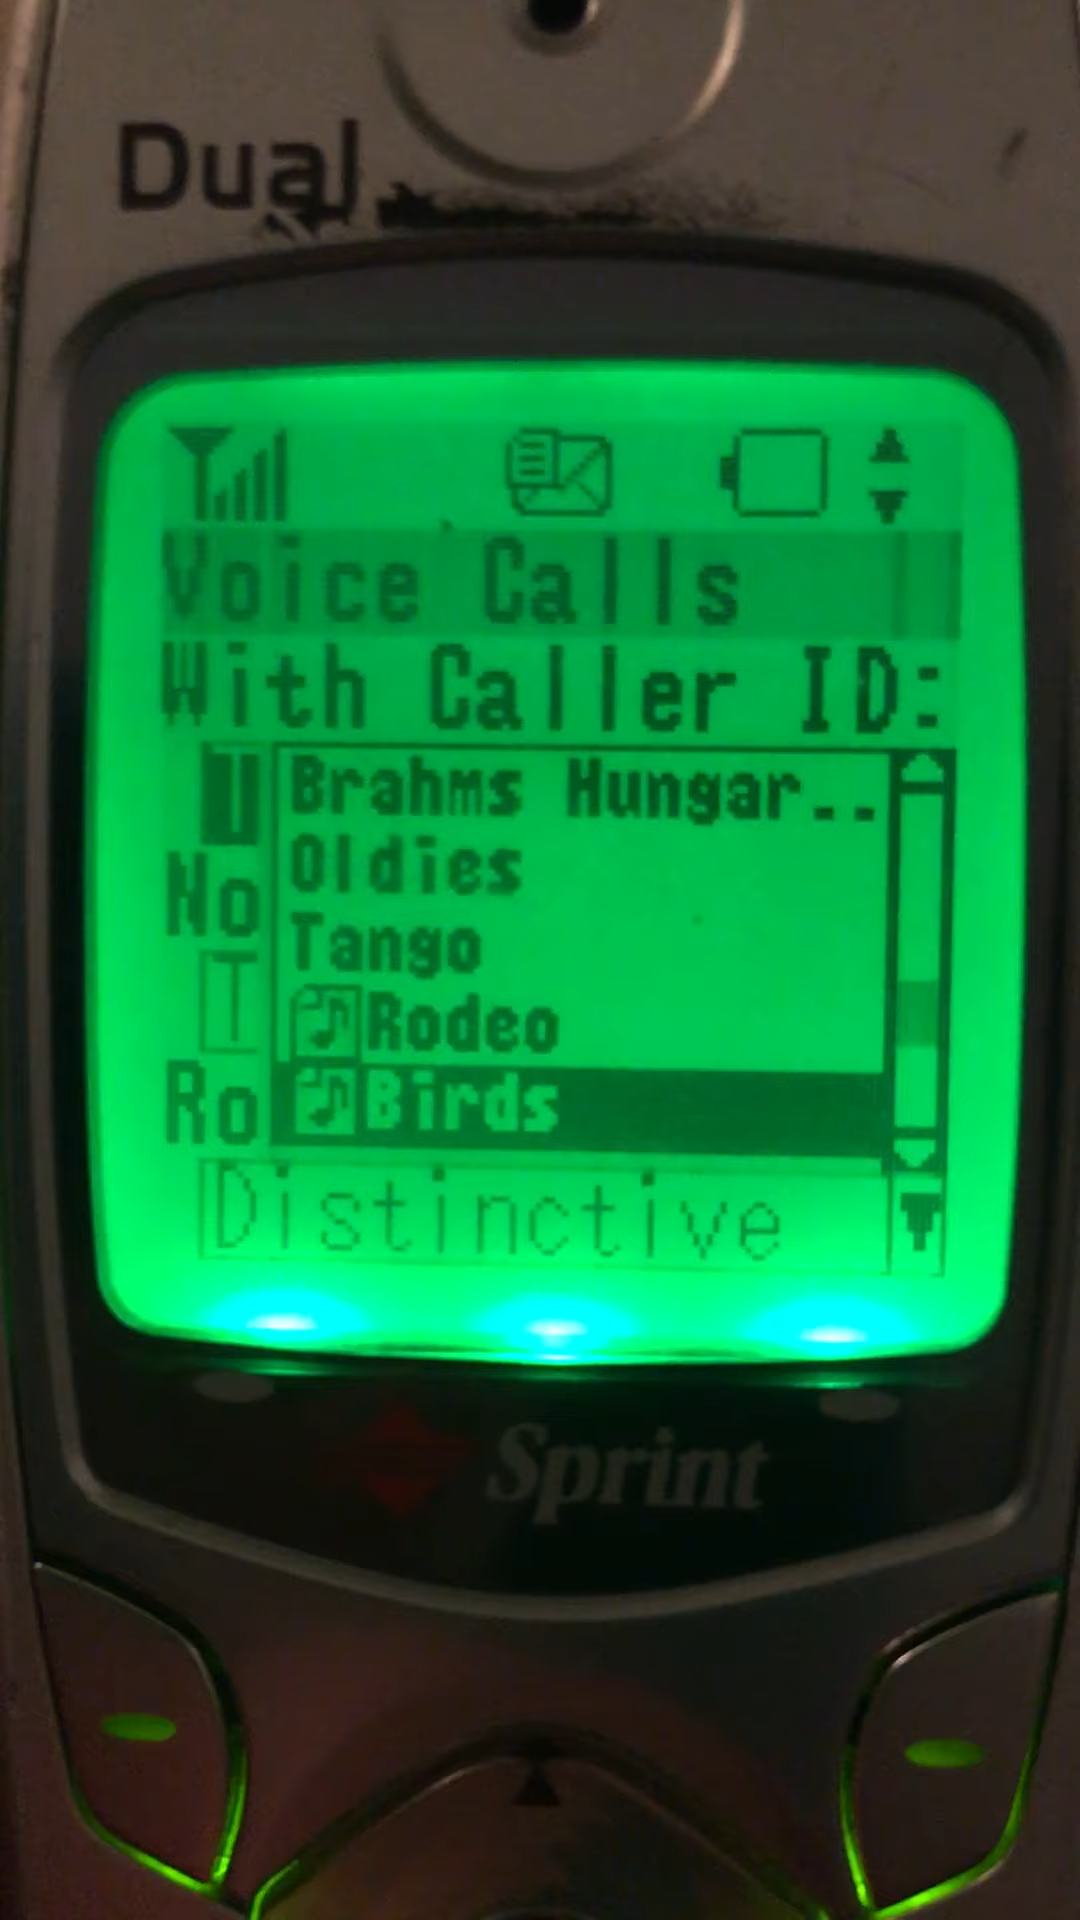 Dual
Voice Calls
With Caller ID:
Brahms Hungar..
Oldies
No
Tango
T
Rodeo
Ro
Birds
Distinctive
Sprint